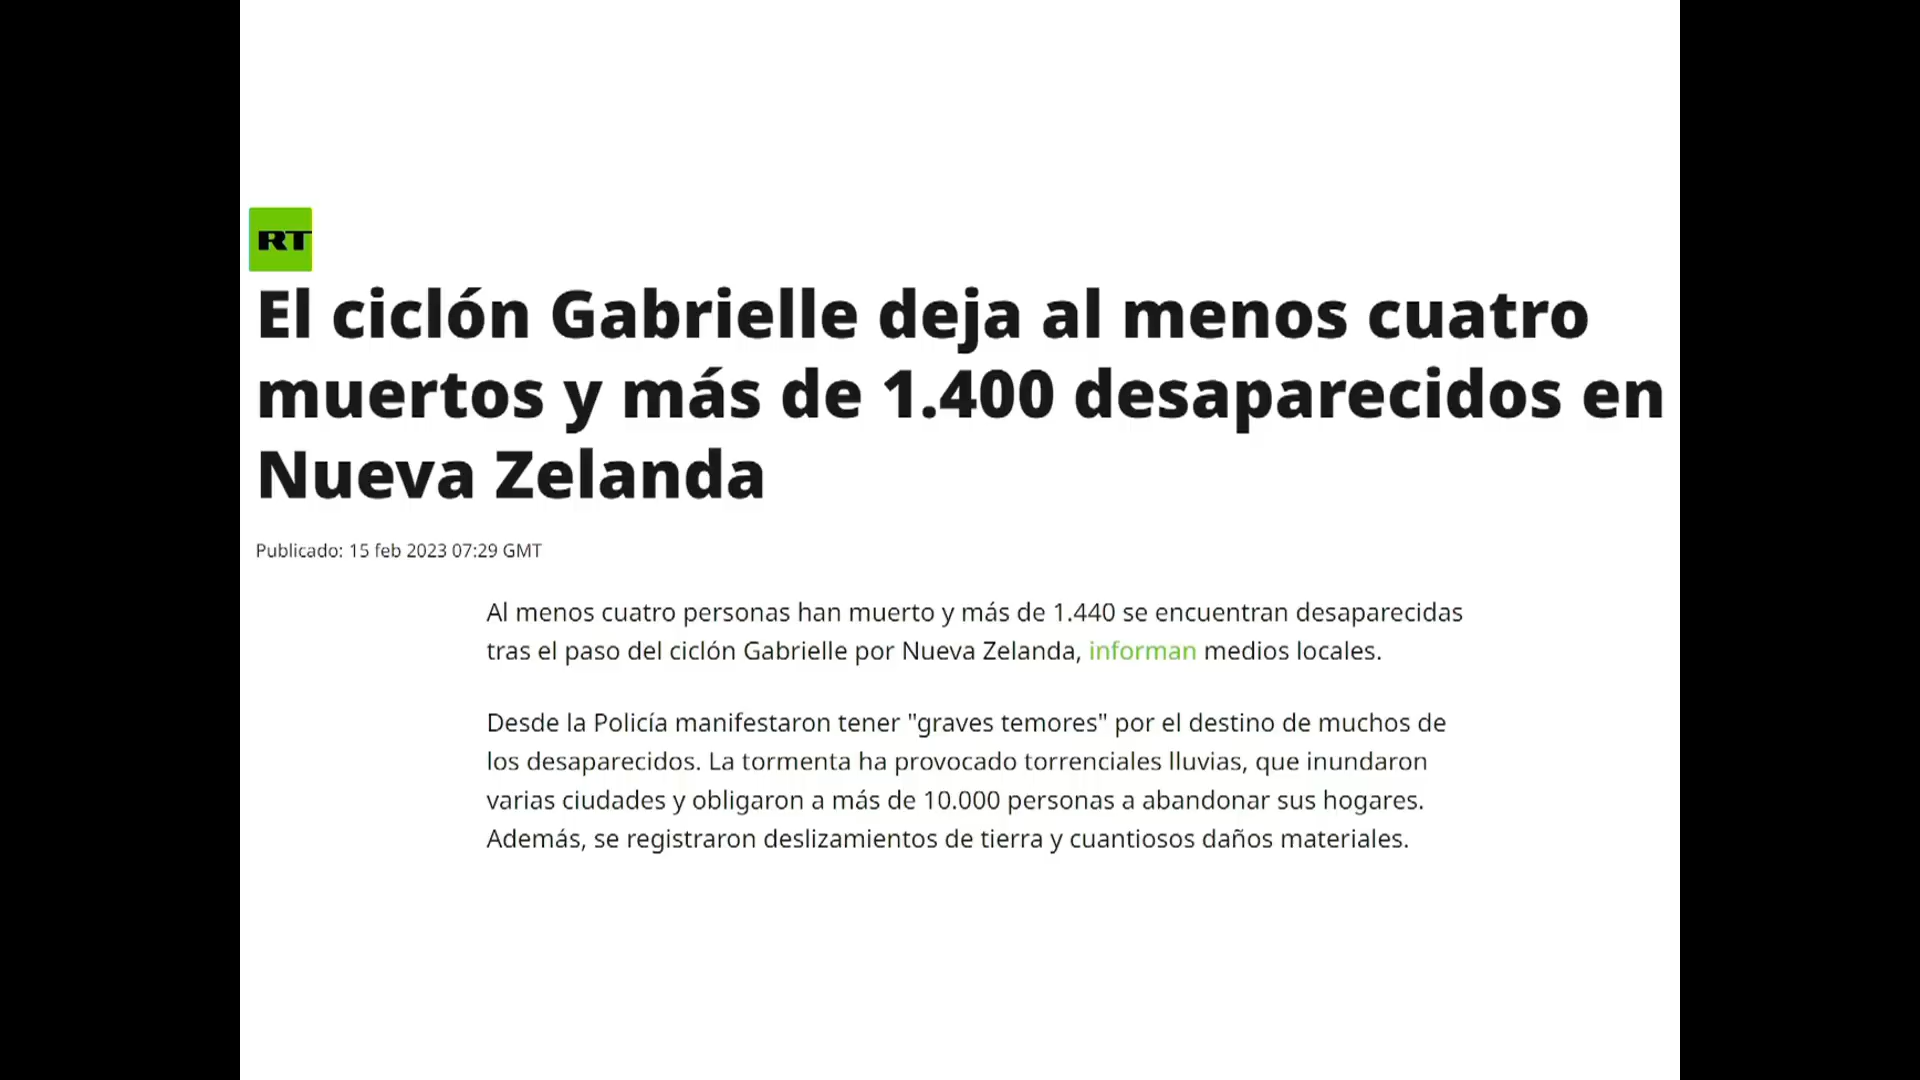 RT
El ciclón Gabrielle deja al menos cuatro
muertos y más de 1.400 desaparecidos en
Nueva Zelanda
Publicado: 15 feb 2023 07:29 GMT
Al menos cuatro personas han muerto y más de 1.440 se encuentran desaparecidas
tras el paso del ciclón Gabrielle por Nueva Zelanda, informan medios locales.
Desde la Policía manifestaron tener "graves temores" por el destino de muchos de
los desaparecidos. La tormenta ha provocado torrenciales lluvias, que inundaron
varias ciudades y obligaron a más de 10.000 personas a abandonar sus hogares.
Además, se registraron deslizamientos de tierra y cuantiosos daños materiales.